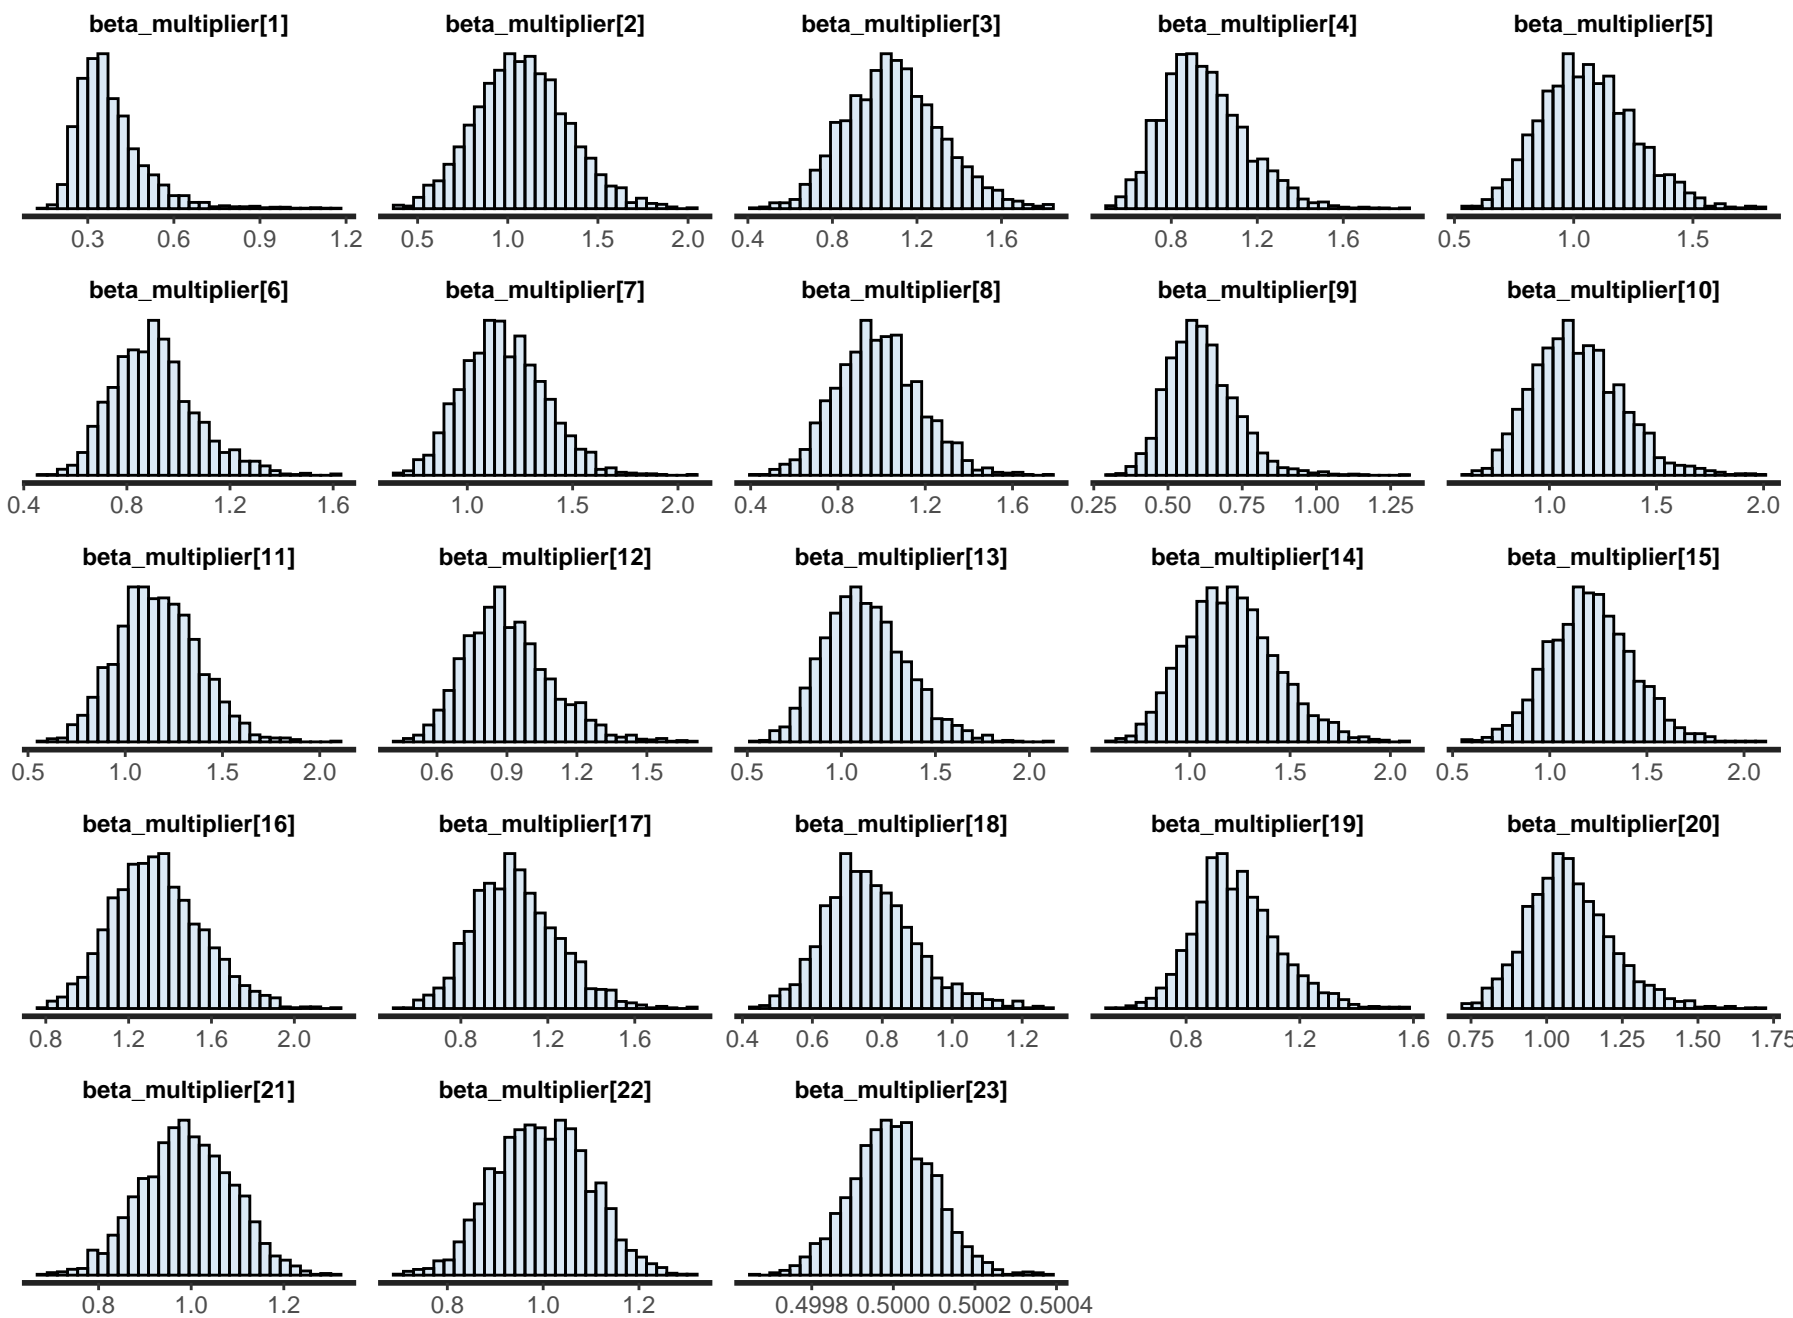 beta_multiplier[1] beta_multiplier[2] beta_multiplier[3] beta_multiplier[4] beta_multiplier[5]
0.3 0.6 0.9 1.2 0.5 1.0 1.5 2.0 0.4 0.8 1.2 1.6 0.8 1.2 1.6 0.5 1.0 1.5
beta_multiplier[6] beta_multiplier[7] beta_multiplier[8] beta_multiplier[9] beta_multiplier[10]
0.4 0.8 1.2 1.6 1.0 1.5 2.0 0.4 0.8 1.2 1.6 0.25 0.50 0.75 1.00 1.25 1.0 1.5 2.0
beta_multiplier[11] beta_multiplier[12] beta_multiplier[13] beta_multiplier[14] beta_multiplier[15]
0.5 1.0 1.5 2.0 0.6 0.9 1.2 1.5 0.5 1.0 1.5 2.0 1.0 1.5 2.0 0.5 1.0 1.5 2.0
beta_multiplier[16] beta_multiplier[17] beta_multiplier[18] beta_multiplier[19] beta_multiplier[20]
0.8 1.2 1.6 2.0 0.8 1.2 1.6 0.4 0.6 0.8 1.0 1.2 0.8 1.2 1.6 0.75 1.00 1.25 1.50 1.75
beta_multiplier[21] beta_multiplier[22] beta_multiplier[23]
0.8 1.0 1.2 0.8 1.0 1.2 0.4998 0.5000 0.5002 0.5004